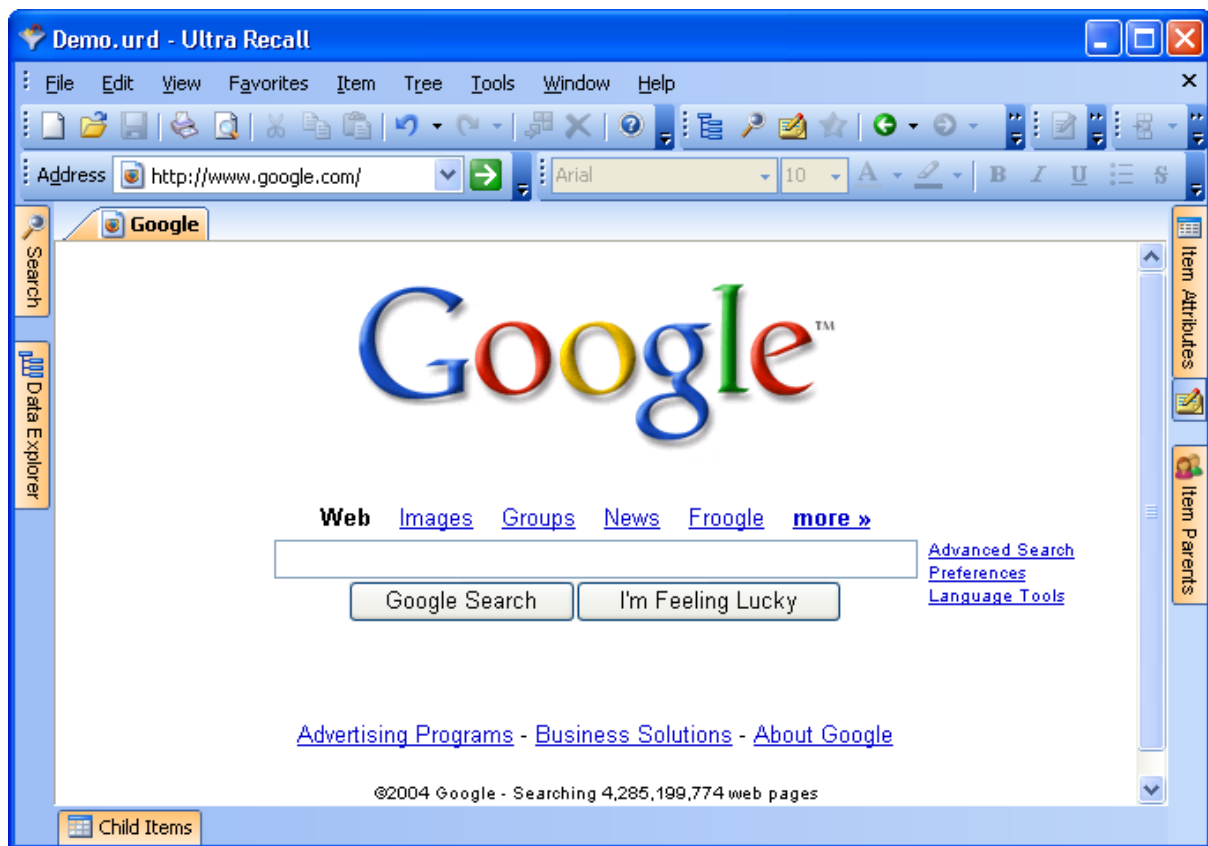 Demo.urd - Ultra Recall
File Edit View Favorites Item Tree Tools Window Help
Address http://www.google.com/ Arial 10 A B I U S
Google
Search
Data Explorer
Item Attributes
Item Parents
Google™
Web Images Groups News Froogle more »
Advanced Search
Preferences
Language Tools
Google Search I'm Feeling Lucky
Advertising Programs - Business Solutions - About Google
©2004 Google - Searching 4,285,199,774 web pages
Child Items